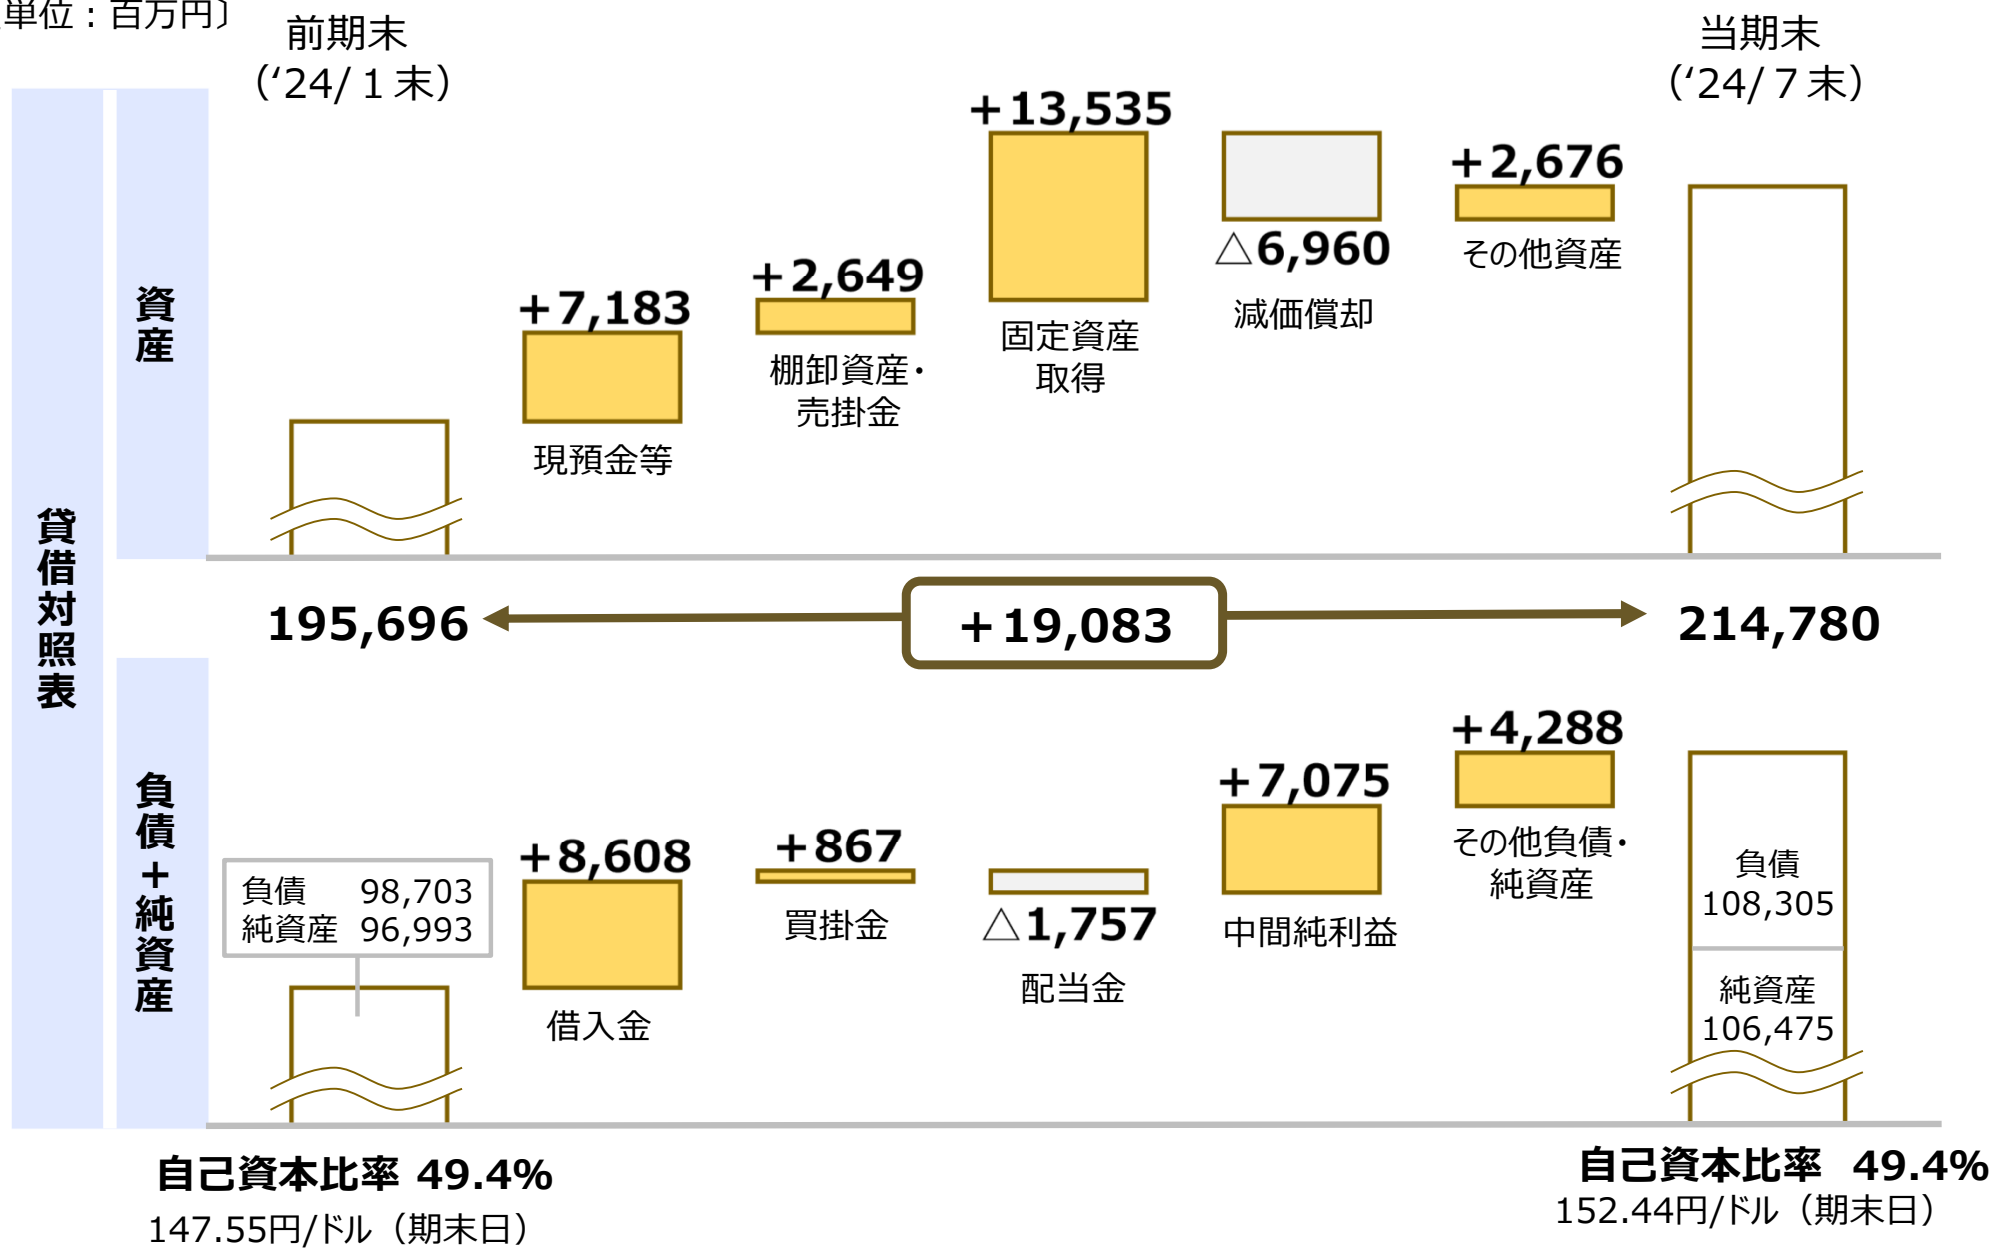 単位：百万円〕
前期末
（‘24/１末）
当期末
（‘24/７末）
貸借対照表
資産
+7,183
現預金等
+2,649
棚卸資産・
売掛金
+13,535
固定資産
取得
△6,960
減価償却
+2,676
その他資産
195,696
+19,083
214,780
負債+純資産
負債 98,703
純資産 96,993
+8,608
借入金
+867
買掛金
△1,757
配当金
+7,075
中間純利益
+4,288
その他負債・
純資産
負債
108,305
純資産
106,475
自己資本比率 49.4%
147.55円/ドル（期末日）
自己資本比率 49.4%
152.44円/ドル（期末日）